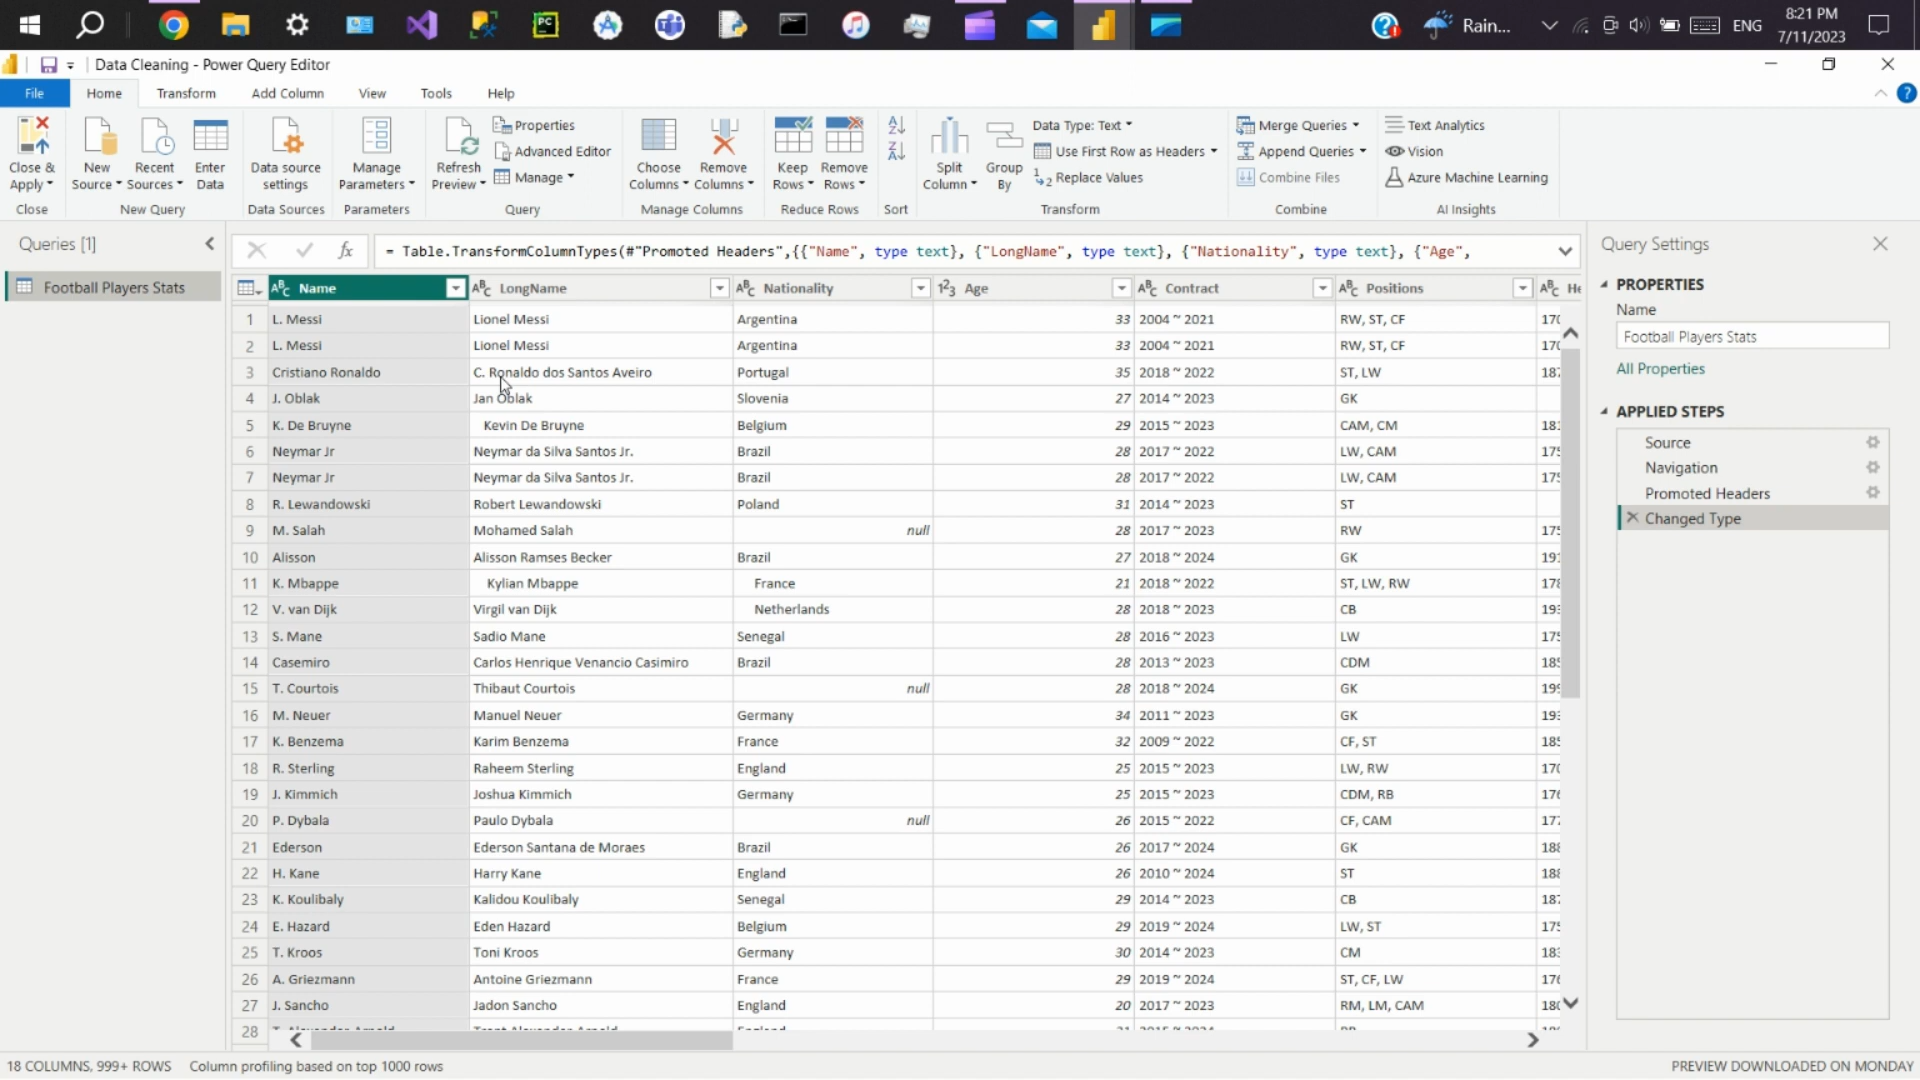 Rain...
ENG
8:21 PM
7/11/2023
Data Cleaning - Power Query Editor
File Home Transform Add Column View Tools Help
Close & Apply
New Source
Recent Sources
Enter Data
Data source settings
Manage Parameters
Refresh Preview
Properties
Advanced Editor
Manage
Choose Columns
Remove Columns
Keep Rows
Remove Rows
Split Column
Group By
Data Type: Text
Use First Row as Headers
Replace Values
Merge Queries
Append Queries
Combine Files
Text Analytics
Vision
Azure Machine Learning
Close New Query Data Sources Parameters Query Manage Columns Reduce Rows Sort Transform Combine AI Insights
Queries [1]
Football Players Stats
= Table.TransformColumnTypes(#"Promoted Headers",{{"Name", type text}, {"LongName", type text}, {"Nationality", type text}, {"Age",
Name LongName Nationality Age Contract Positions
1 L. Messi Lionel Messi Argentina 33 2004 ~ 2021 RW, ST, CF
2 L. Messi Lionel Messi Argentina 33 2004 ~ 2021 RW, ST, CF
3 Cristiano Ronaldo C. Ronaldo dos Santos Aveiro Portugal 35 2018 ~ 2022 ST, LW
4 J. Oblak Jan Oblak Slovenia 27 2014 ~ 2023 GK
5 K. De Bruyne Kevin De Bruyne Belgium 29 2015 ~ 2023 CAM, CM
6 Neymar Jr Neymar da Silva Santos Jr. Brazil 28 2017 ~ 2022 LW, CAM
7 Neymar Jr Neymar da Silva Santos Jr. Brazil 28 2017 ~ 2022 LW, CAM
8 R. Lewandowski Robert Lewandowski Poland 31 2014 ~ 2023 ST
9 M. Salah Mohamed Salah null 28 2017 ~ 2023 RW
10 Alisson Alisson Ramses Becker Brazil 27 2018 ~ 2024 GK
11 K. Mbappe Kylian Mbappe France 21 2018 ~ 2022 ST, LW, RW
12 V. van Dijk Virgil van Dijk Netherlands 28 2018 ~ 2023 CB
13 S. Mane Sadio Mane Senegal 28 2016 ~ 2023 LW
14 Casemiro Carlos Henrique Venancio Casimiro Brazil 28 2013 ~ 2023 CDM
15 T. Courtois Thibaut Courtois null 28 2018 ~ 2024 GK
16 M. Neuer Manuel Neuer Germany 34 2011 ~ 2023 GK
17 K. Benzema Karim Benzema France 32 2009 ~ 2022 CF, ST
18 R. Sterling Raheem Sterling England 25 2015 ~ 2023 LW, RW
19 J. Kimmich Joshua Kimmich Germany 25 2015 ~ 2023 CDM, RB
20 P. Dybala Paulo Dybala null 26 2015 ~ 2022 CF, CAM
21 Ederson Ederson Santana de Moraes Brazil 26 2017 ~ 2024 GK
22 H. Kane Harry Kane England 26 2010 ~ 2024 ST
23 K. Koulibaly Kalidou Koulibaly Senegal 29 2014 ~ 2023 CB
24 E. Hazard Eden Hazard Belgium 29 2019 ~ 2024 LW, ST
25 T. Kroos Toni Kroos Germany 30 2014 ~ 2023 CM
26 A. Griezmann Antoine Griezmann France 29 2019 ~ 2024 ST, CF, LW
27 J. Sancho Jadon Sancho England 20 2017 ~ 2023 RM, LM, CAM
28
Query Settings
PROPERTIES
Name
Football Players Stats
All Properties
APPLIED STEPS
Source
Navigation
Promoted Headers
Changed Type
18 COLUMNS, 999+ ROWS Column profiling based on top 1000 rows
PREVIEW DOWNLOADED ON MONDAY